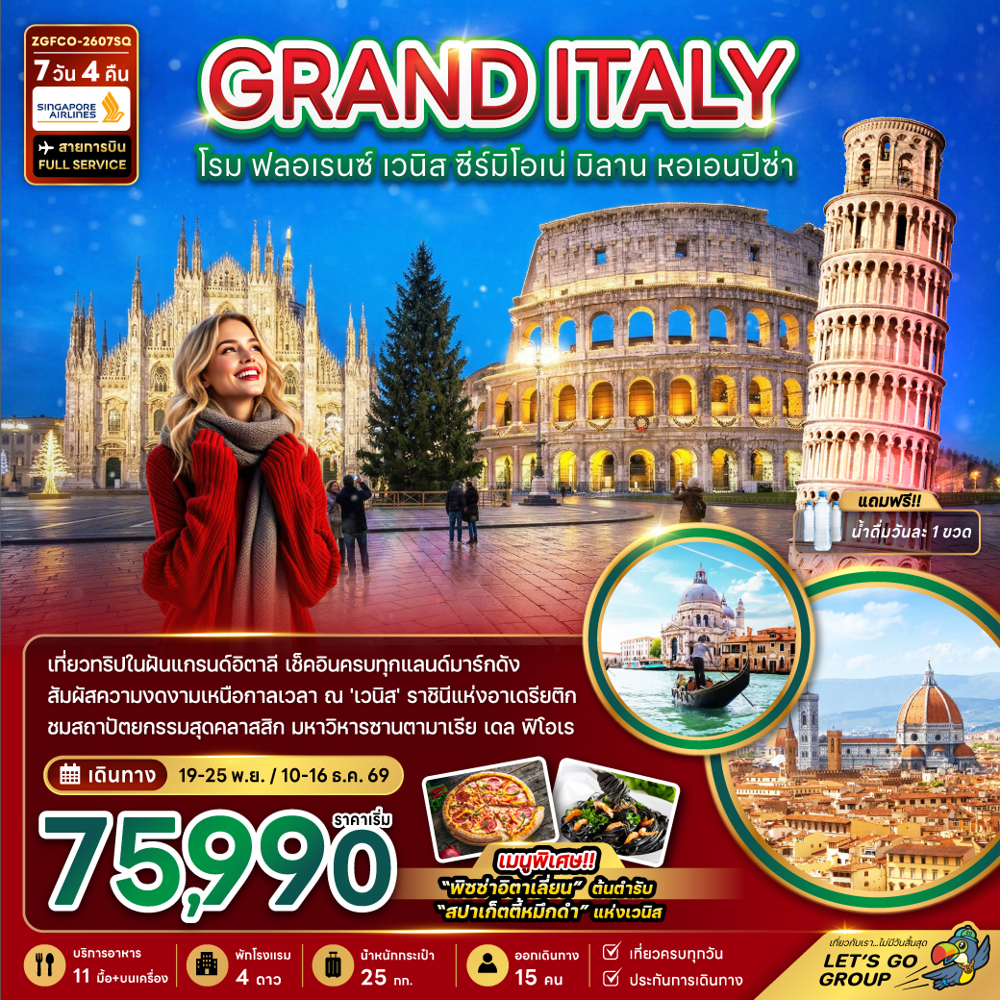 ZGFCO-2607SQ
7 วัน 4 คืน
SINGAPORE
AIRLINES
สายการบิน
FULL SERVICE
GRAND ITALY
โรม ฟลอเรนซ์ เวนิส ซีร์มิโอเน่ มิลาน หอเอนปิซ่า
แถมฟรี!!
น้ำดื่มวันละ 1 ขวด
เที่ยวทริปในฝันแกรนด์อิตาลี เช็คอินครบทุกแลนด์มาร์กดัง
สัมผัสความงดงามเหนือกาลเวลา ณ 'เวนิส' ราชินีแห่งอาเดรียติก
ชมสถาปัตยกรรมสุดคลาสสิก มหาวิหารซานตามาเรีย เดล ฟิโอเร
เดินทาง 19-25 พ.ย. / 10-16 ธ.ค. 69
ราคาเริ่ม
75,990
เมนูพิเศษ!!
"พิซซ่าอิตาเลี่ยน" ต้นตำรับ
"สปาเก็ตตี้หมึกดำ" แห่งเวนิส
บริการอาหาร
11 มื้อ+บนเครื่อง
พักโรงแรม
4 ดาว
น้ำหนักกระเป๋า
25 กก.
ออกเดินทาง
15 คน
เที่ยวครบทุกวัน
ประกันการเดินทาง
เที่ยวกับเรา...ไม่มีวันสิ้นสุด
LET'S GO
GROUP